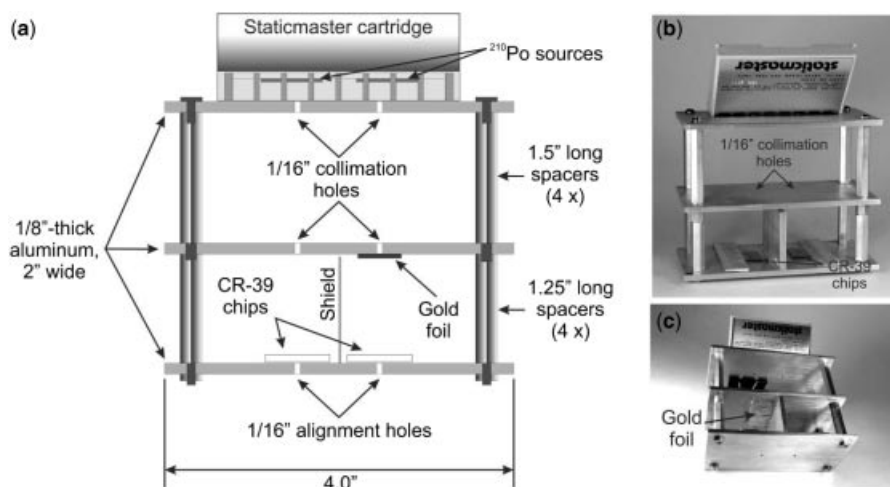 (a)
Staticmaster cartridge
²¹⁰Po sources
1/16" collimation
holes
1.5" long
spacers
(4 x)
1/8"-thick
aluminum,
2" wide
CR-39
chips
Shield
Gold
foil
1.25" long
spacers
(4 x)
1/16" alignment holes
4.0"
(b)
staticmaster
1/16" collimation
holes
CR-39
chips
(c)
Gold
foil